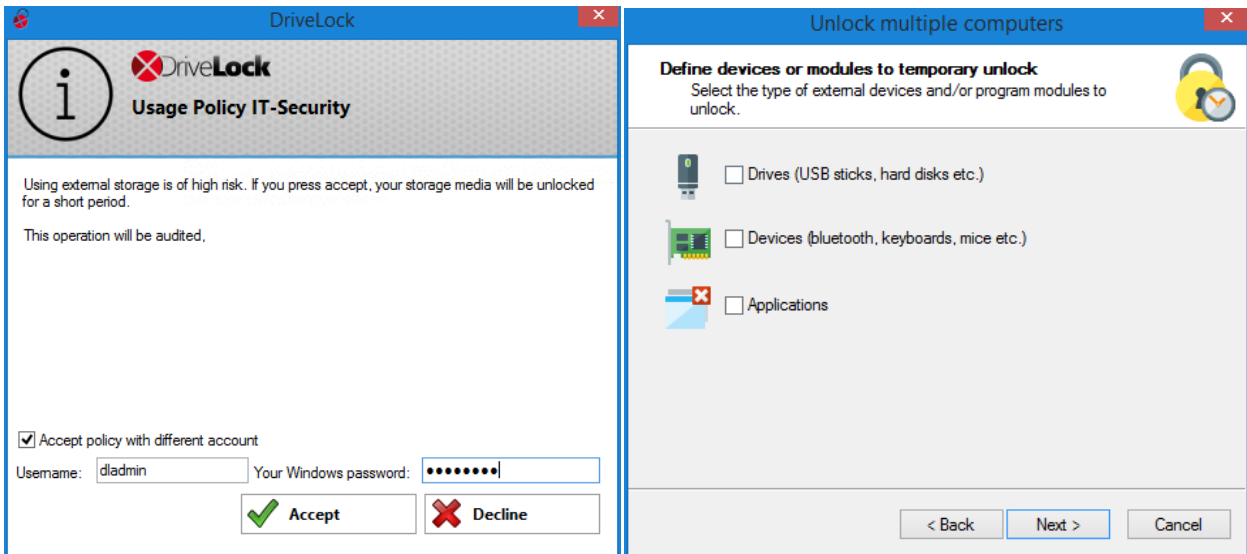 DriveLock
DriveLock
Usage Policy IT-Security
Using external storage is of high risk. If you press accept, your storage media will be unlocked
for a short period.
This operation will be audited,
Accept policy with different account
Username: dladmin Your Windows password: ••••••••
Accept Decline
Unlock multiple computers
Define devices or modules to temporary unlock
Select the type of external devices and/or program modules to
unlock.
Drives (USB sticks, hard disks etc.)
Devices (bluetooth, keyboards, mice etc.)
Applications
< Back Next > Cancel